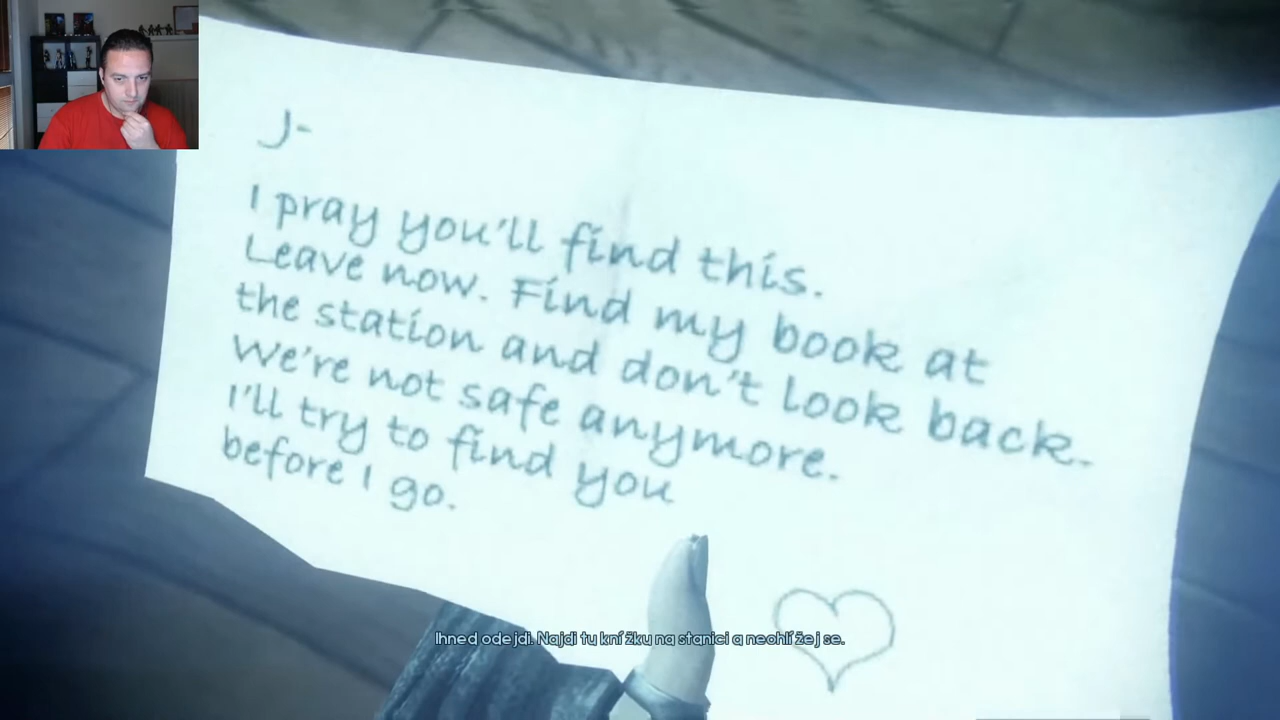 J-
I pray you'll find this.
Leave now. Find my book at
the station and don't look back.
We're not safe anymore.
I'll try to find you
before I go.
Ihned odejdi. Najdi tu knížku na stanici a neohlížej se.